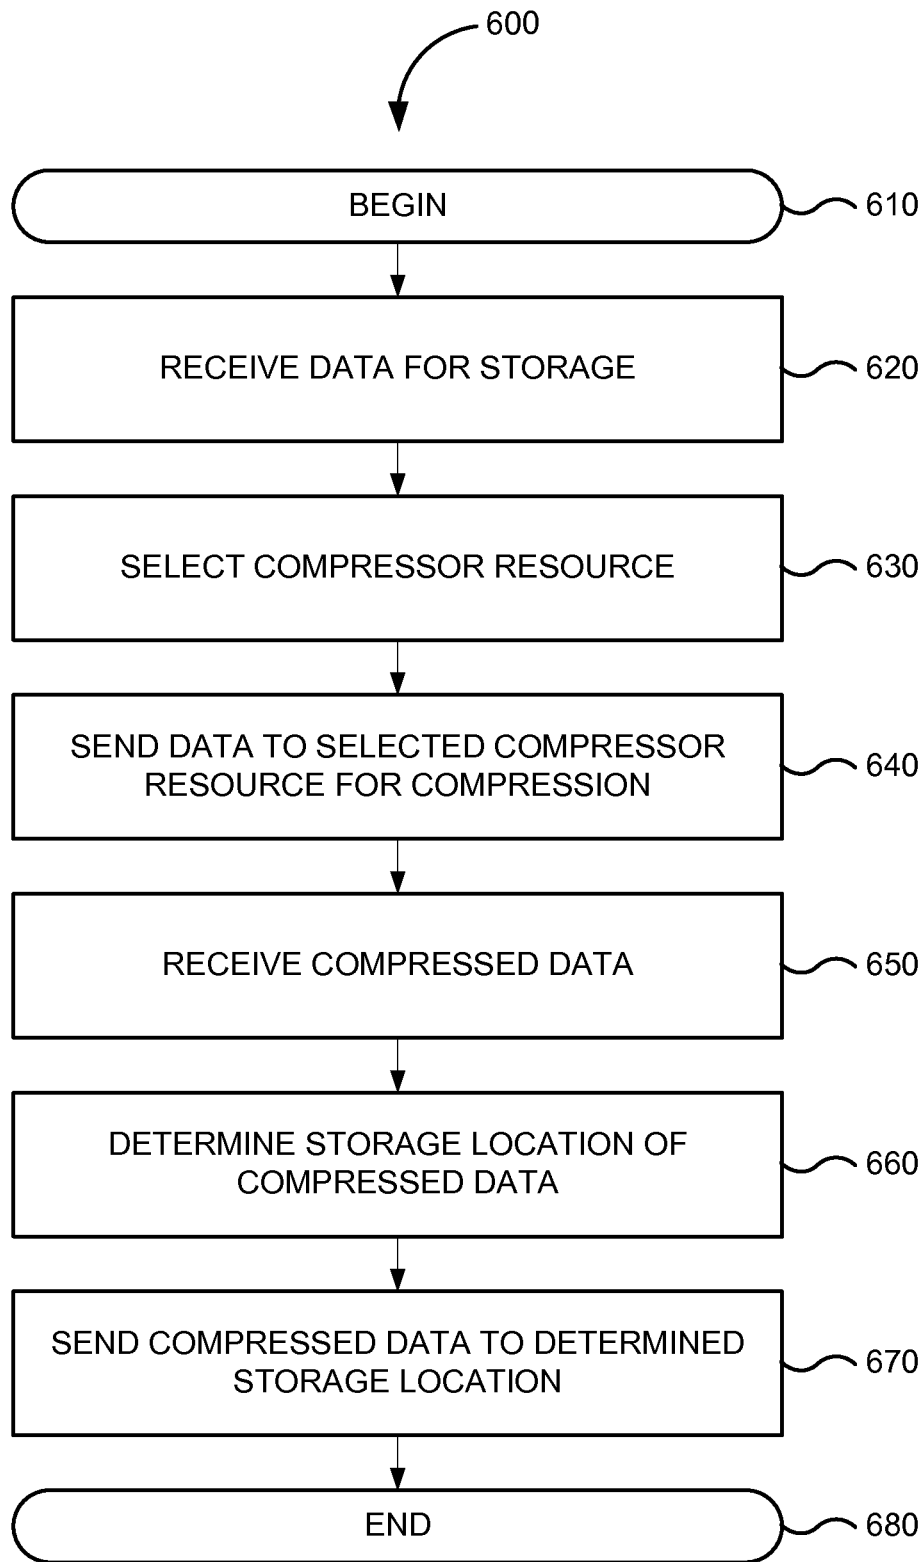 600
BEGIN
610
RECEIVE DATA FOR STORAGE
620
SELECT COMPRESSOR RESOURCE
630
SEND DATA TO SELECTED COMPRESSOR
RESOURCE FOR COMPRESSION
640
RECEIVE COMPRESSED DATA
650
DETERMINE STORAGE LOCATION OF
COMPRESSED DATA
660
SEND COMPRESSED DATA TO DETERMINED
STORAGE LOCATION
670
END
680